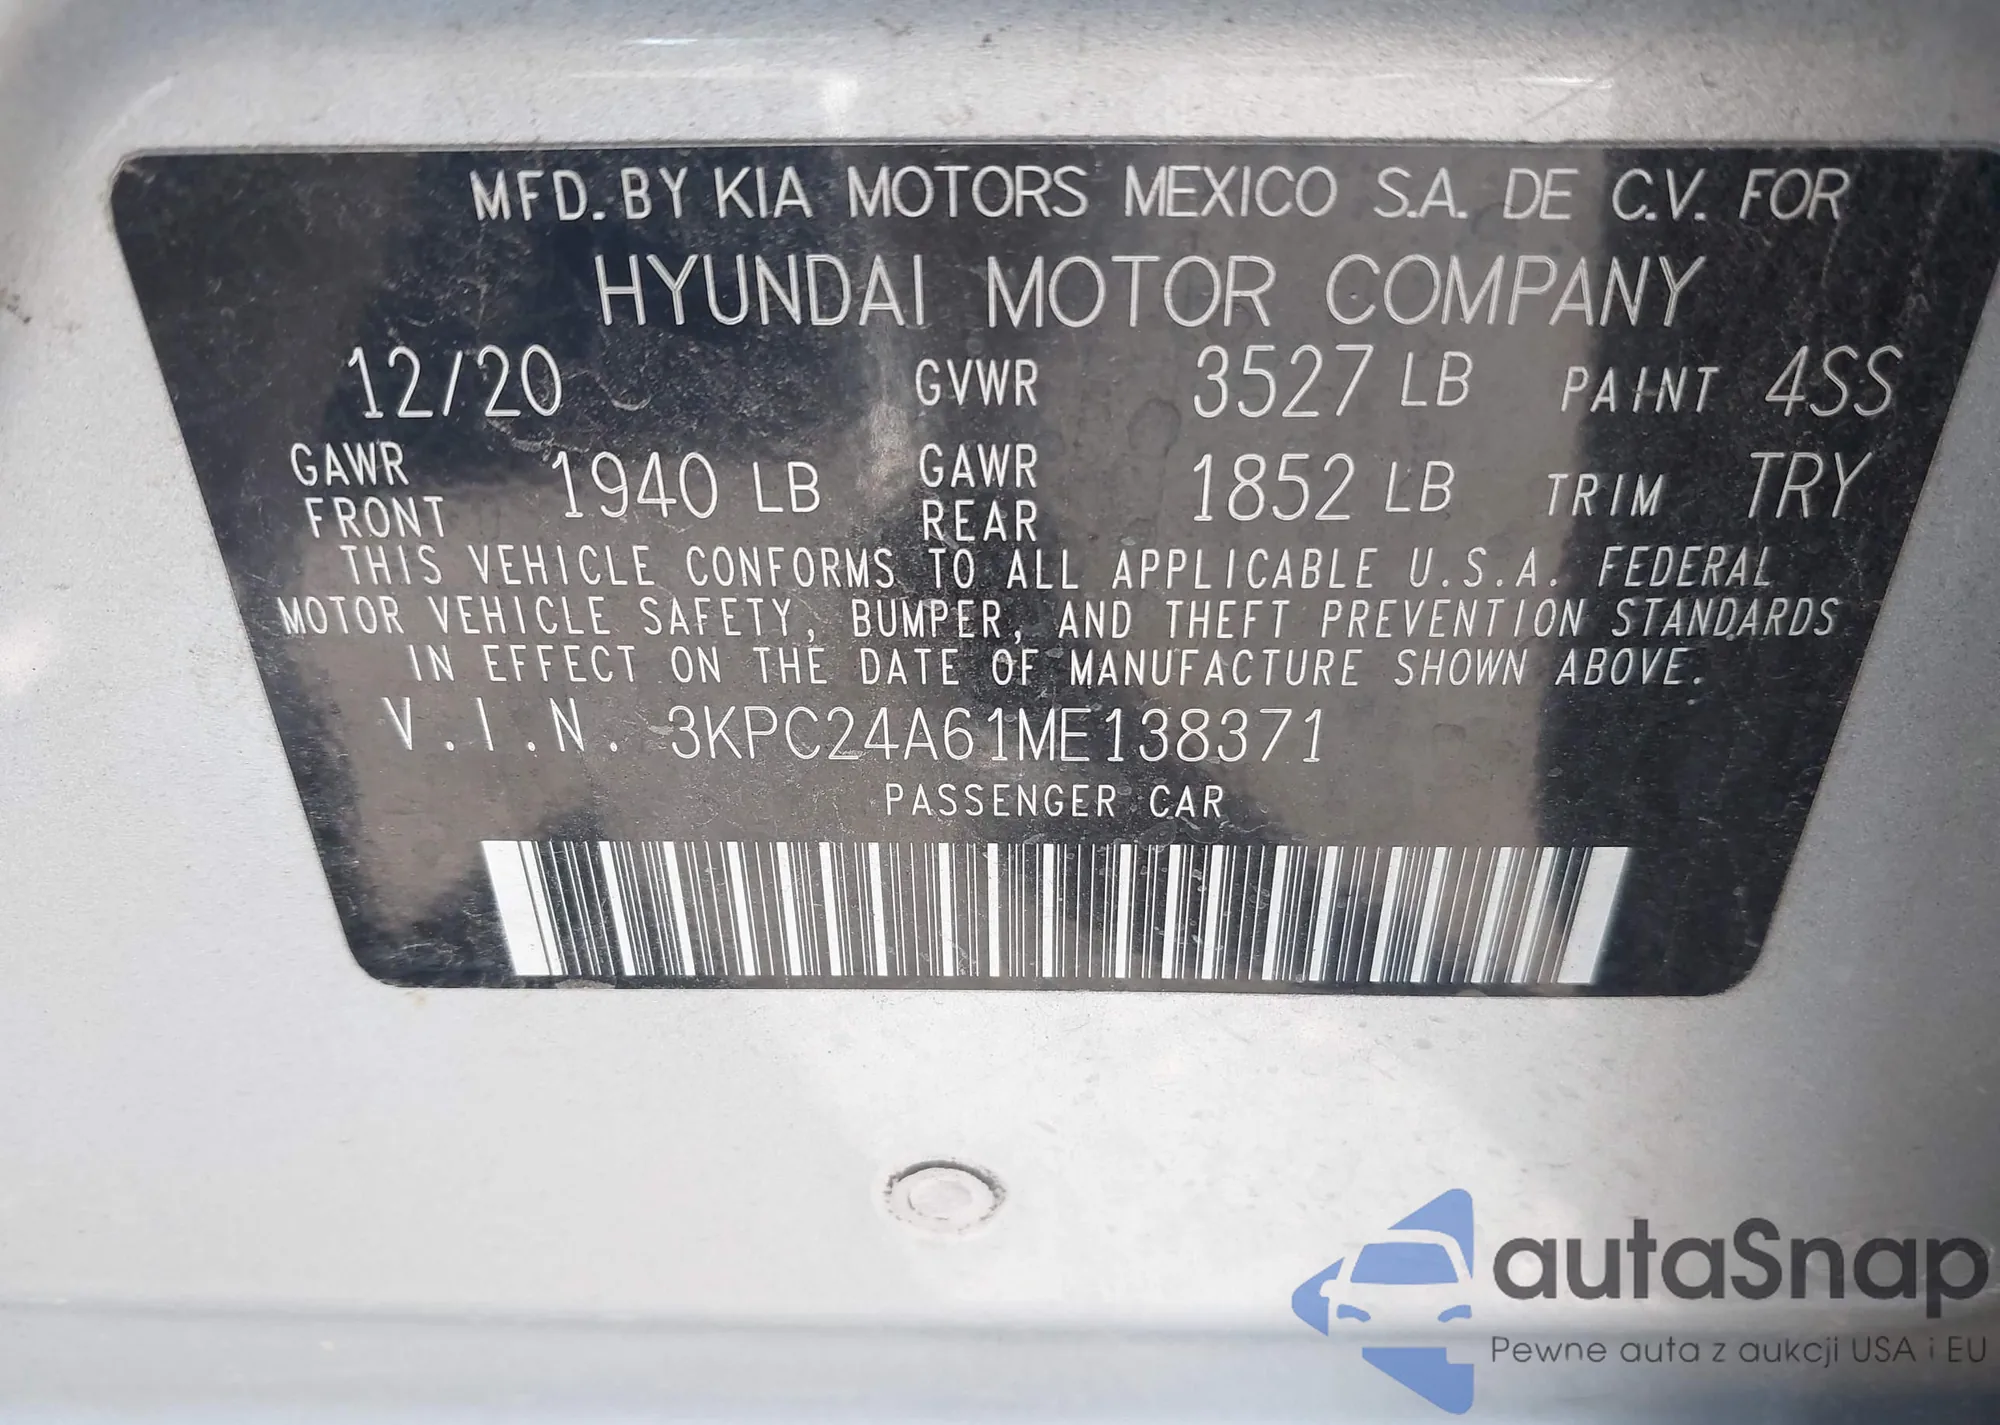 MFD. BY KIA MOTORS MEXICO S.A. DE C.V. FOR
HYUNDAI MOTOR COMPANY
12/20 GVWR 3527 LB PAINT 4SS
GAWR FRONT 1940 LB GAWR REAR 1852 LB TRIM TRY
THIS VEHICLE CONFORMS TO ALL APPLICABLE U.S.A. FEDERAL
MOTOR VEHICLE SAFETY, BUMPER, AND THEFT PREVENTION STANDARDS
IN EFFECT ON THE DATE OF MANUFACTURE SHOWN ABOVE.
V.I.N. 3KPC24A61ME138371
PASSENGER CAR
autaSnap
Pewne auta z aukcji USA i EU